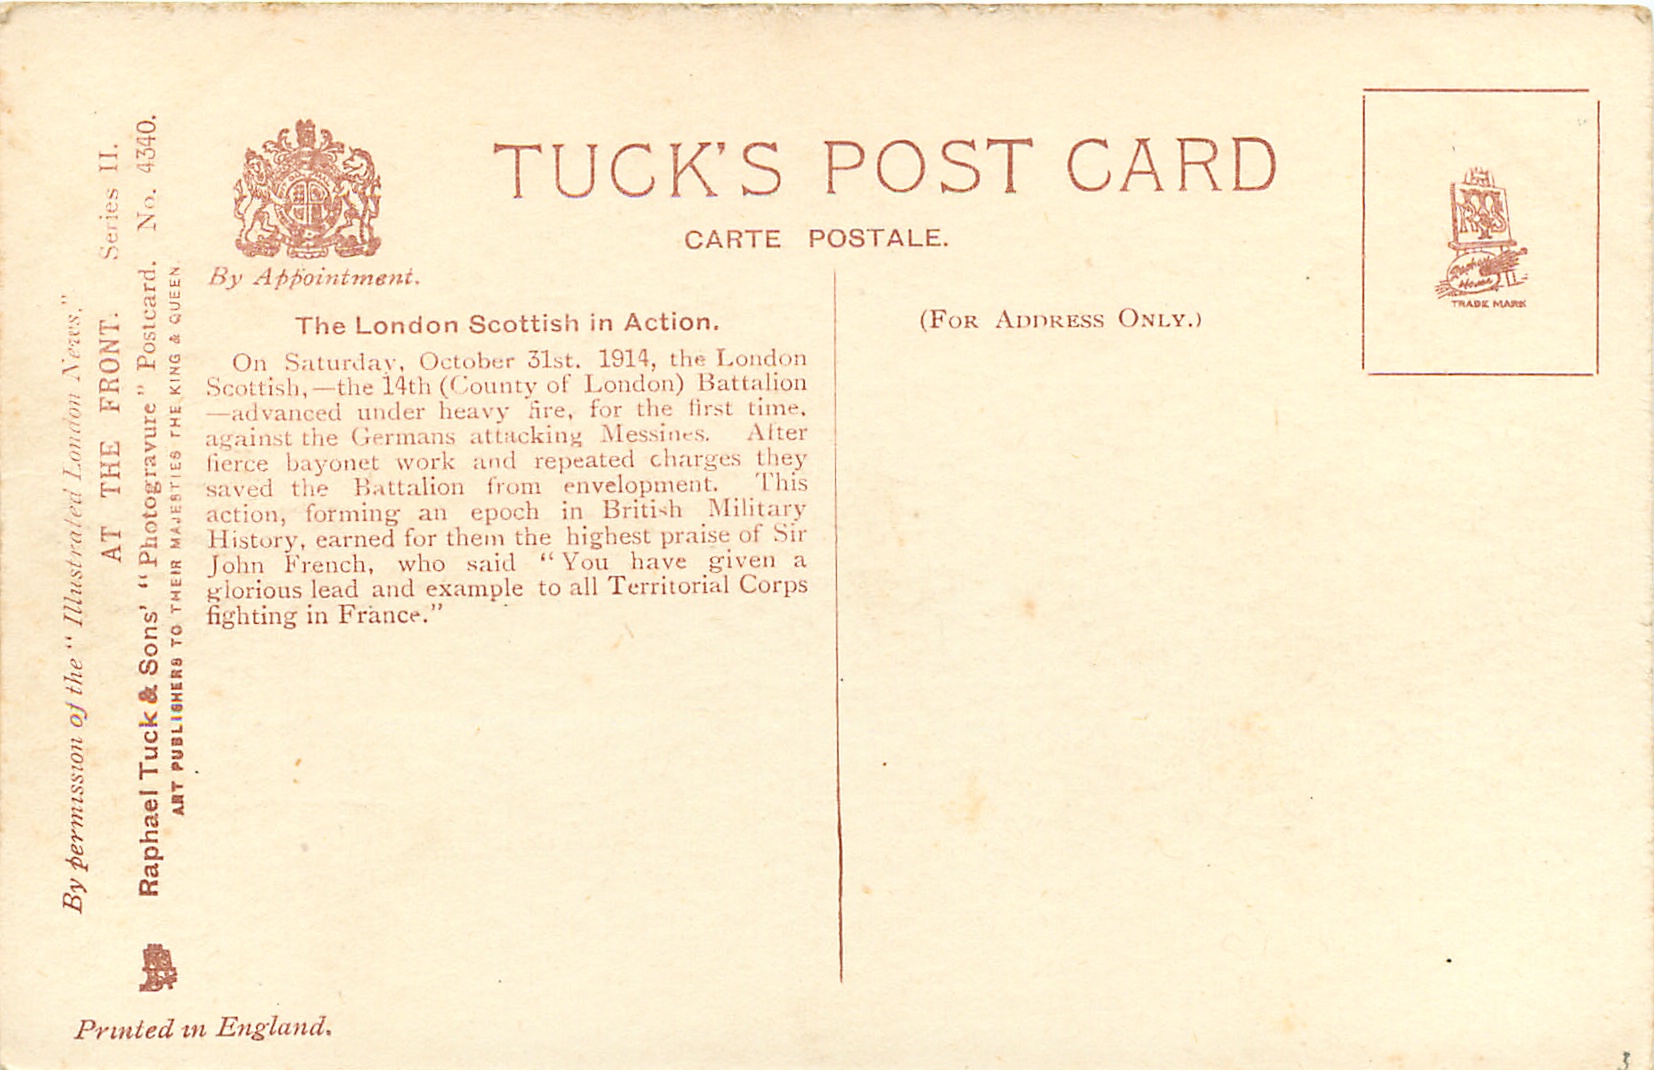 TUCK'S POST CARD
CARTE POSTALE.
By Appointment.
The London Scottish in Action.
On Saturday, October 31st. 1914, the London
Scottish,—the 14th (County of London) Battalion
—advanced under heavy fire, for the first time,
against the Germans attacking Messines. After
fierce bayonet work and repeated charges they
saved the Battalion from envelopment. This
action, forming an epoch in British Military
History, earned for them the highest praise of Sir
John French, who said “You have given a
glorious lead and example to all Territorial Corps
fighting in France.”
(FOR ADDRESS ONLY.)
Raphael
House
TRADE MARK
By permission of the “Illustrated London News.”
AT THE FRONT. Series II.
Raphael Tuck & Sons' “Photogravure” Postcard. No. 4340.
ART PUBLISHERS TO THEIR MAJESTIES THE KING & QUEEN.
Printed in England.
3